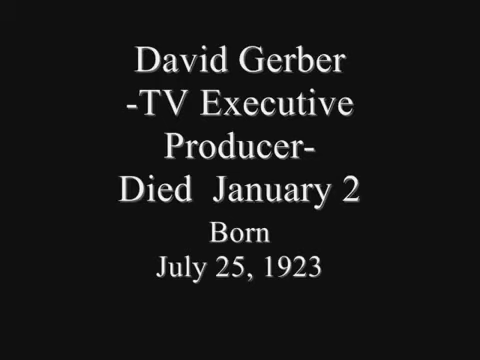 David Gerber
-TV Executive
Producer-
Died  January 2
Born
July 25, 1923